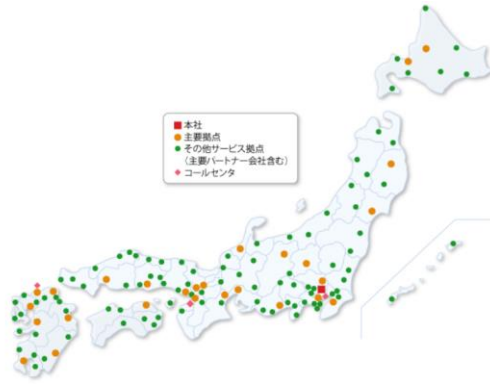 本社
主要拠点
その他サービス拠点
（主要パートナー会社含む）
コールセンタ